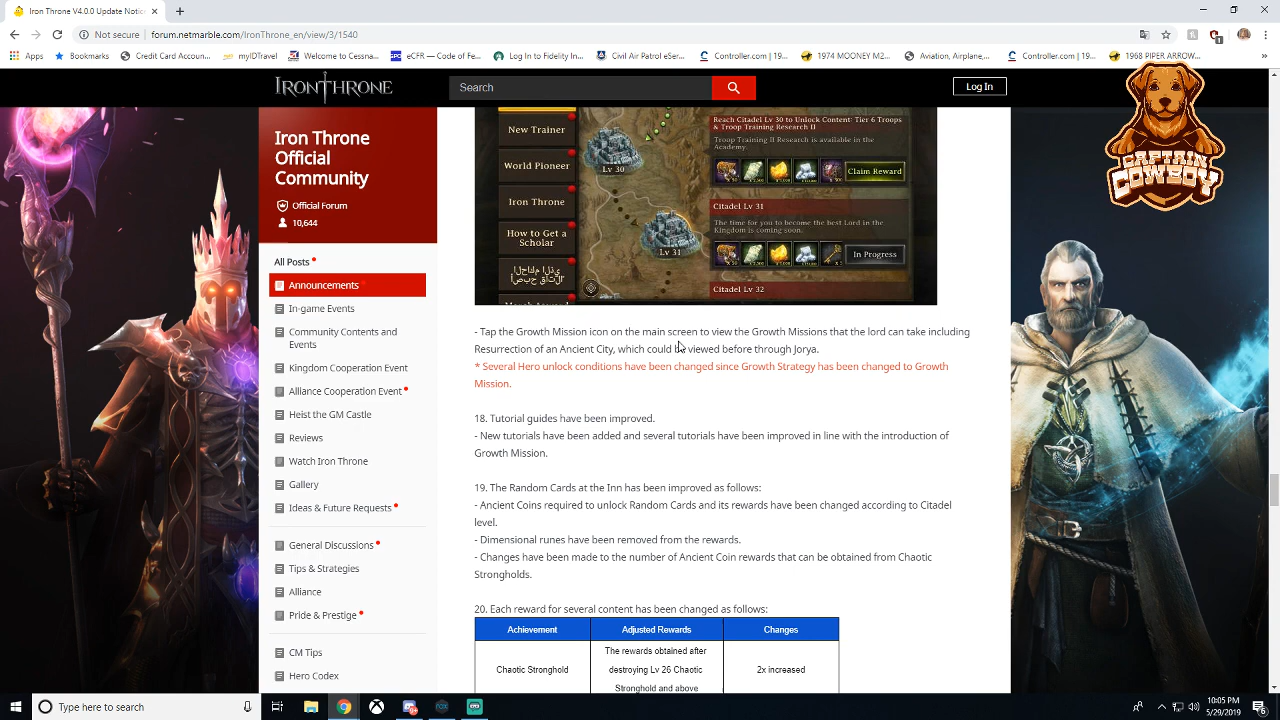 Iron Throne V4.0.0 Update Notic
Not secure | forum.netmarble.com/IronThrone_en/view/3/1540
Apps
Bookmarks
Credit Card Accoun...
myIDTravel
Welcome to Cessna...
eCFR — Code of Fe...
Log In to Informatic...
Civil Air Patrol eSer...
Controller.com | 19...
1974 MOONEY M2...
Aviation, Airplane,...
Controller.com | 19...
1968 PIPER ARROW...
IRONTHRONE
Search
Log In
CAPTAIN
COWBOY
Iron Throne
Official
Community
Official Forum
10,644
All Posts
Announcements
In-game Events
Community Contents and
Events
Kingdom Cooperation Event
Alliance Cooperation Event
Heist the GM Castle
Reviews
Watch Iron Throne
Gallery
Ideas & Future Requests
General Discussions
Tips & Strategies
Alliance
Pride & Prestige
CM Tips
Hero Codex
New Trainer
World Pioneer
Iron Throne
How to Get a
Scholar
Lv 30
Lv 31
Reach Citadel Lv 30 to Unlock Content: Tier 6 Troops
& Troop Training Research II
Troop Training II Research is available in the
Academy.
Claim Reward
Citadel Lv 31
The time for you to become the best Lord in the
Kingdom is coming soon.
In Progress
Citadel Lv 32
- Tap the Growth Mission icon on the main screen to view the Growth Missions that the lord can take including
Resurrection of an Ancient City, which could be viewed before through Jorya.
* Several Hero unlock conditions have been changed since Growth Strategy has been changed to Growth
Mission.
18. Tutorial guides have been improved.
- New tutorials have been added and several tutorials have been improved in line with the introduction of
Growth Mission.
19. The Random Cards at the Inn has been improved as follows:
- Ancient Coins required to unlock Random Cards and its rewards have been changed according to Citadel
level.
- Dimensional runes have been removed from the rewards.
- Changes have been made to the number of Ancient Coin rewards that can be obtained from Chaotic
Strongholds.
20. Each reward for several content has been changed as follows:
Achievement Adjusted Rewards Changes
The rewards obtained after
Chaotic Stronghold destroying Lv 26 Chaotic 2x increased
Stronghold and above
Type here to search
10:05 PM
5/29/2019